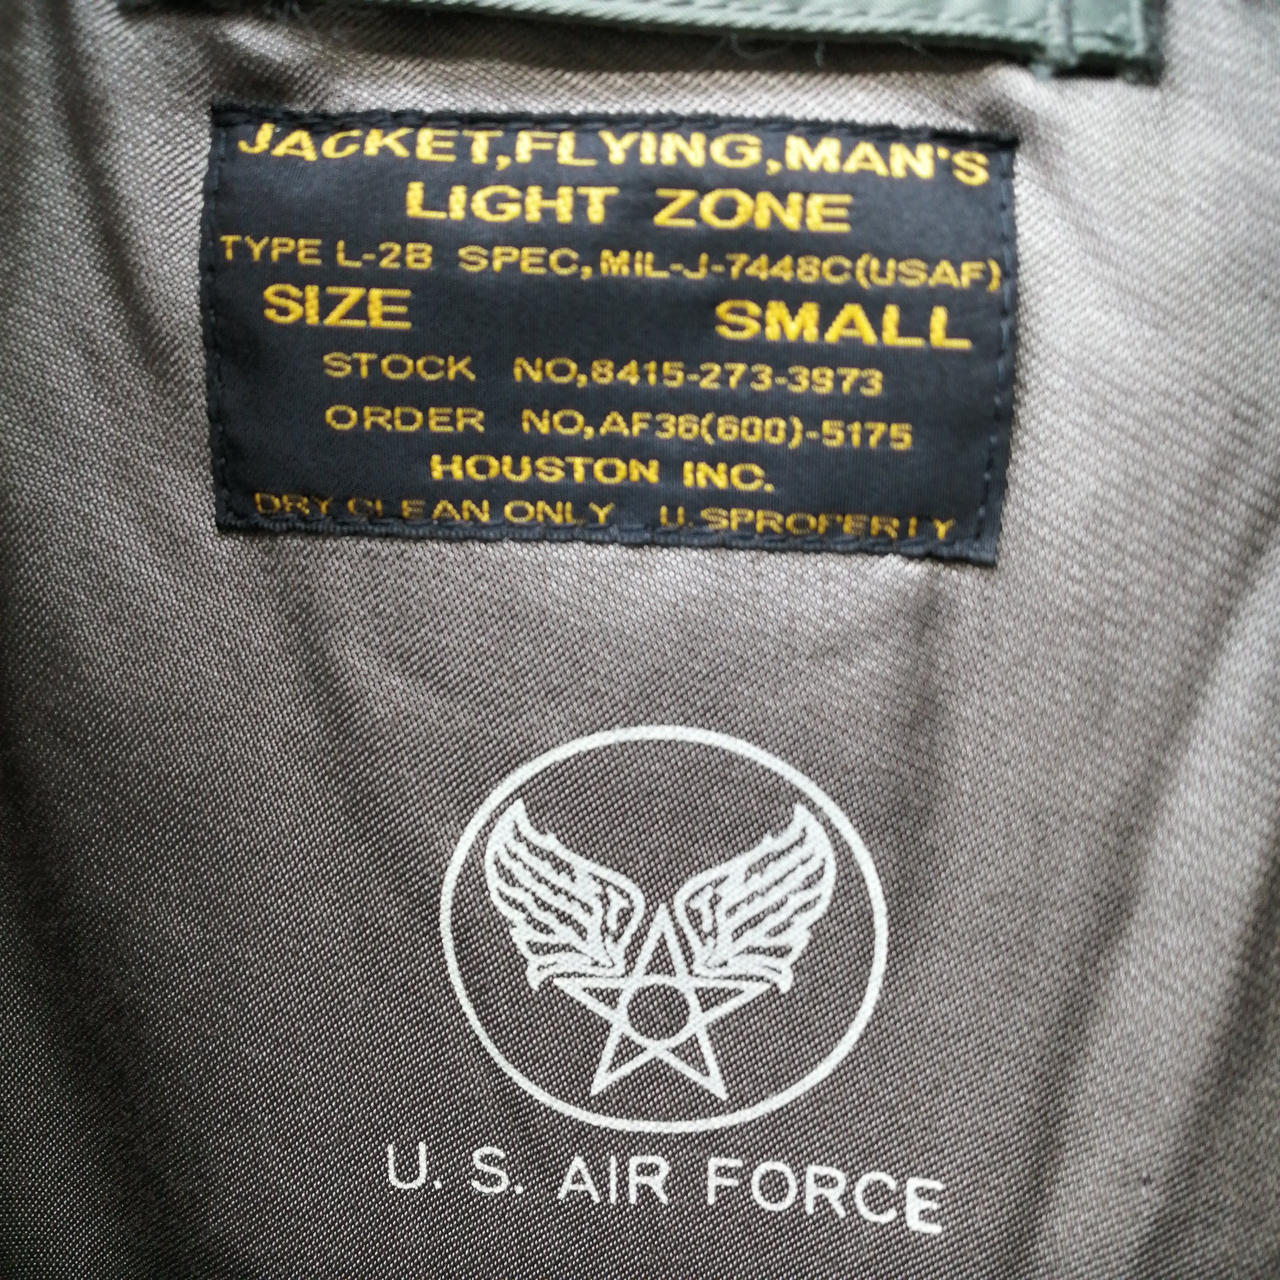 JACKET,FLYING,MAN'S
LIGHT ZONE
TYPE L-2B SPEC,MIL-J-7448C(USAF)
SIZE SMALL
STOCK NO,8415-273-3973
ORDER NO,AF36(600)-5175
HOUSTON INC.
DRY CLEAN ONLY U.SPROPERTY
U. S. AIR FORCE